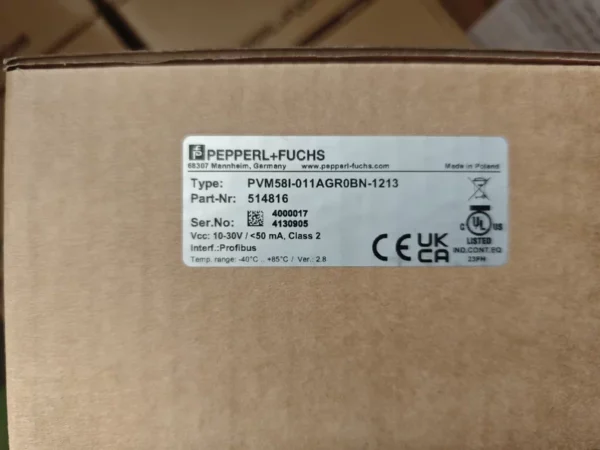 PEPPERL+FUCHS
68307 Mannheim, Germany www.pepperl-fuchs.com Made in Poland
Type: PVM58I-011AGR0BN-1213
Part-Nr: 514816
Ser.No: 4000017
4130905
Vcc: 10-30V / <50 mA, Class 2
Interf.:Profibus
Temp. range: -40°C .. +85°C / Ver.: 2.8
CE UK CA
C UL US
LISTED
IND.CONT.EQ.
23FM